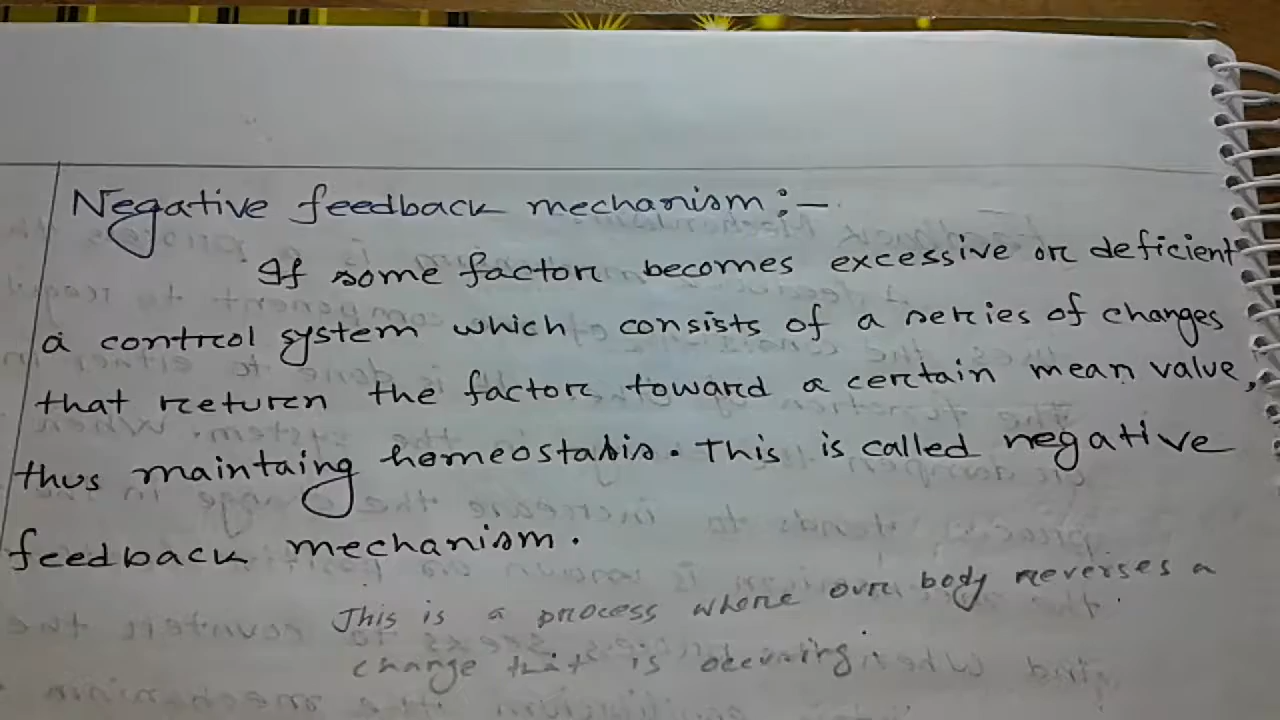 Negative feedback mechanism :-
If some factor becomes excessive or deficient
a control system which consists of a series of changes
that return the factor toward a certain mean value,
thus maintaing homeostasis. This is called negative
feedback mechanism.
This is a process where our body reverses a
change that is occuring.